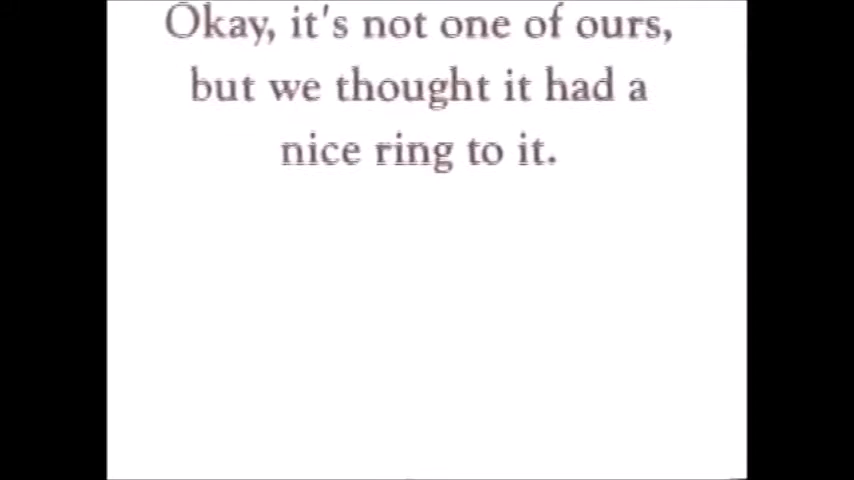 Okay, it's not one of ours,
but we thought it had a
nice ring to it.